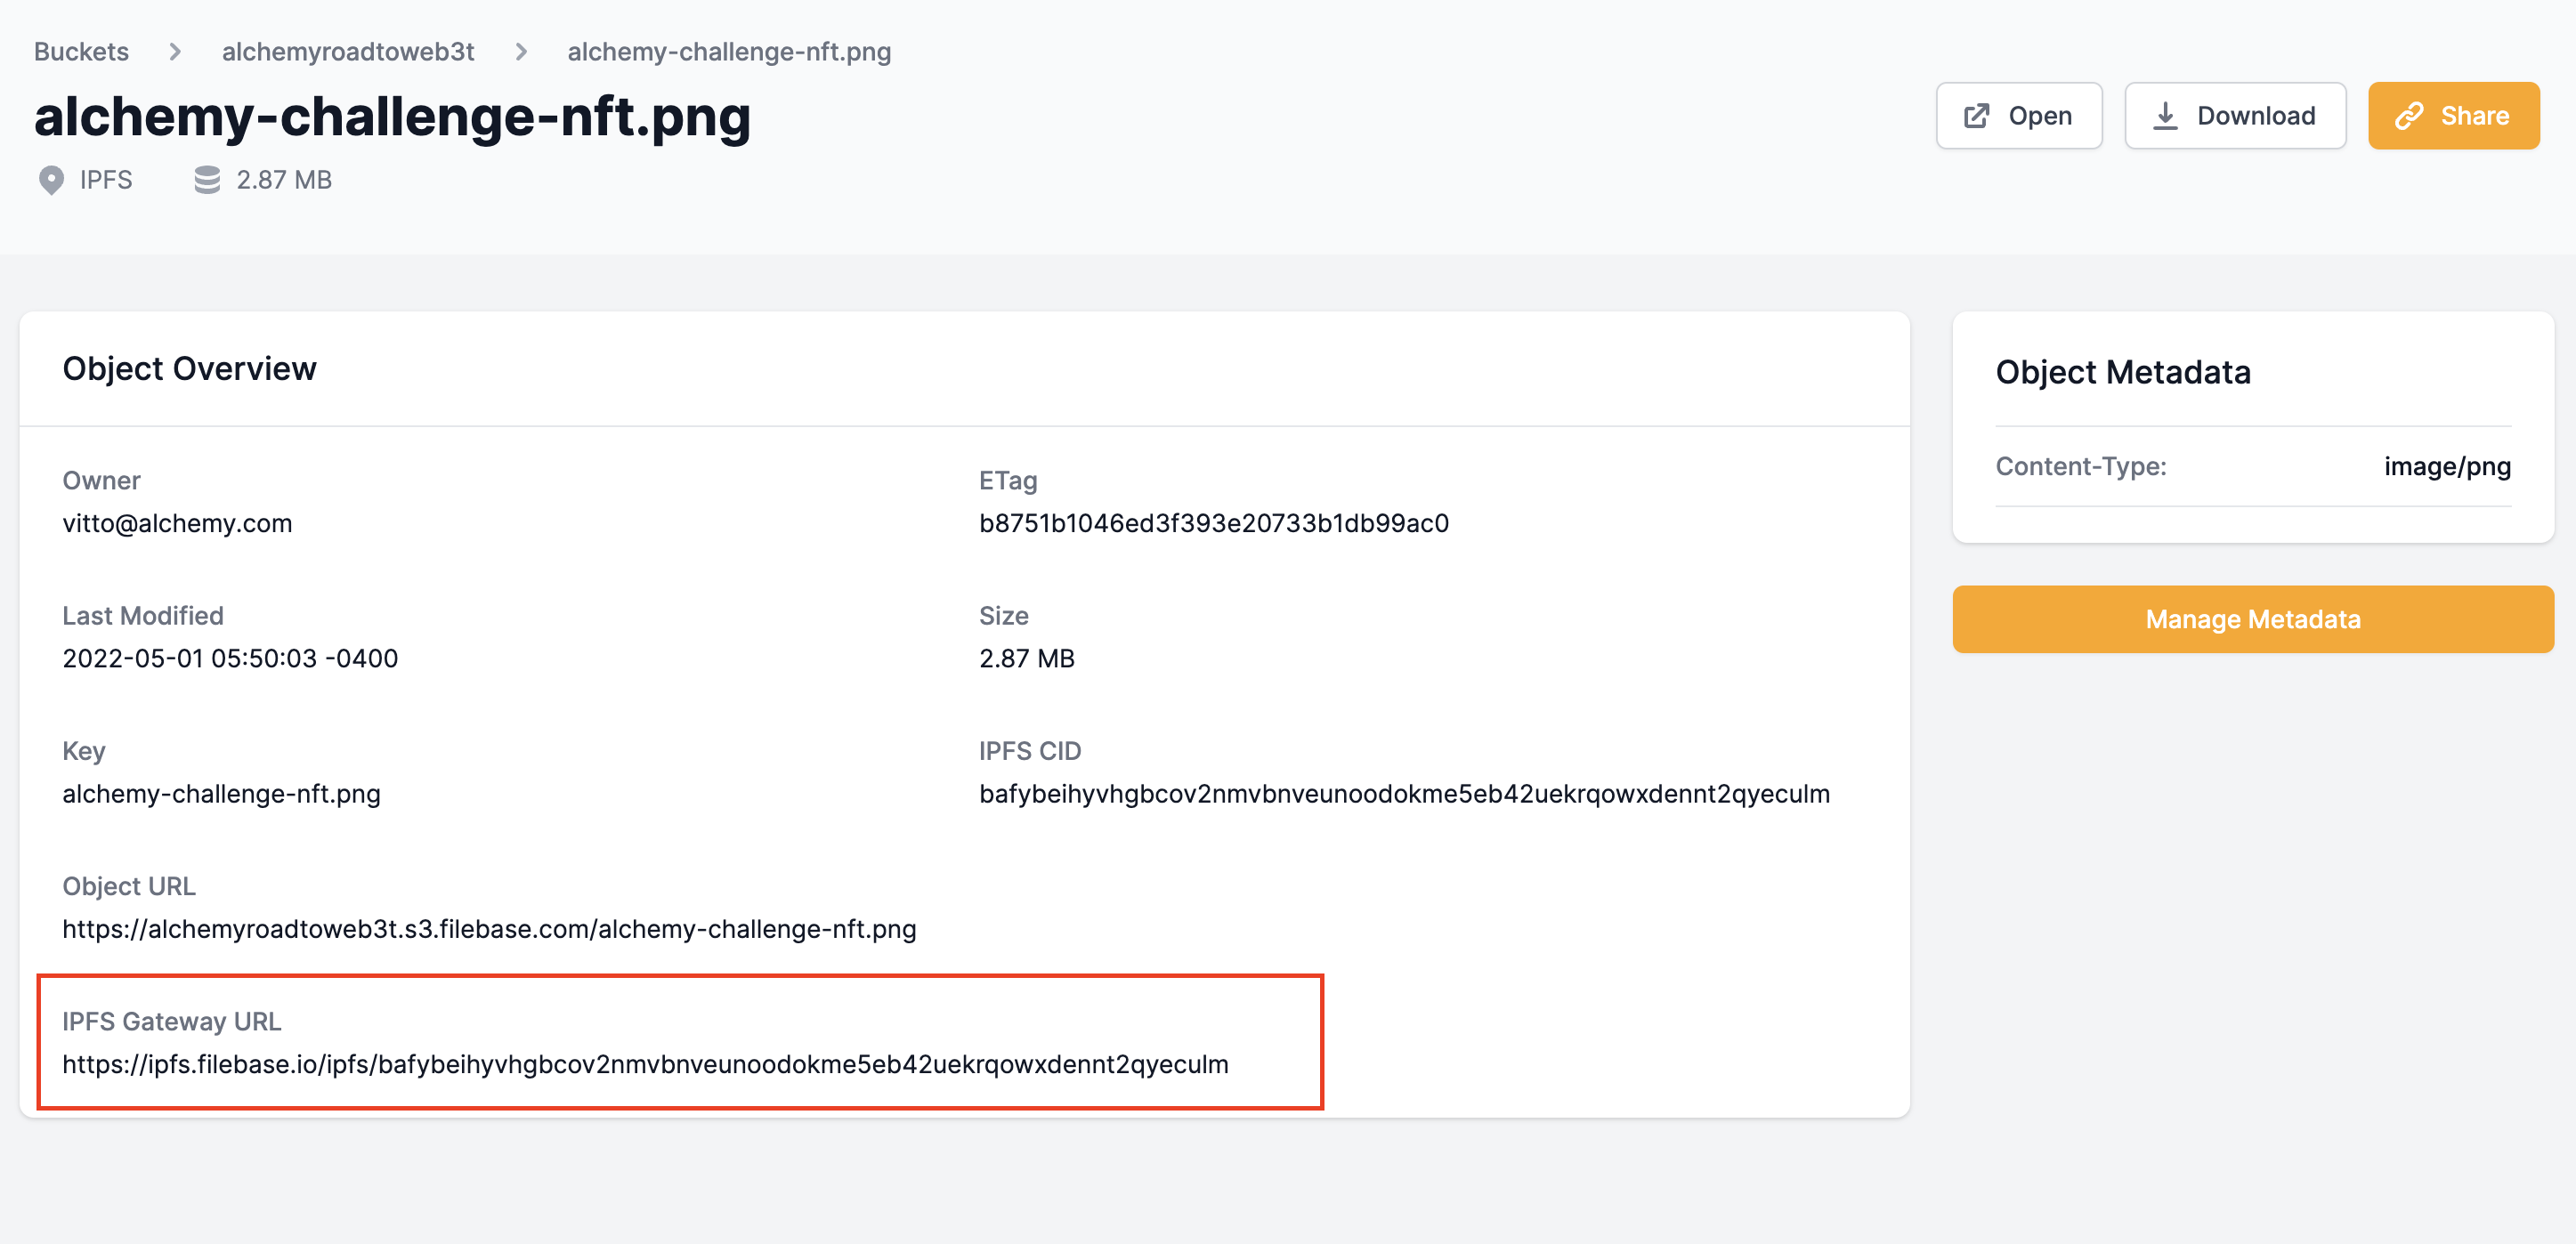 Buckets > alchemyroadtoweb3t > alchemy-challenge-nft.png
alchemy-challenge-nft.png
IPFS 2.87 MB
Open Download Share
Object Overview
Owner
vitto@alchemy.com
ETag
b8751b1046ed3f393e20733b1db99ac0
Last Modified
2022-05-01 05:50:03 -0400
Size
2.87 MB
Key
alchemy-challenge-nft.png
IPFS CID
bafybeihyvhgbcov2nmvbnveunoodokme5eb42uekrqowxdennt2qyeculm
Object URL
https://alchemyroadtoweb3t.s3.filebase.com/alchemy-challenge-nft.png
IPFS Gateway URL
https://ipfs.filebase.io/ipfs/bafybeihyvhgbcov2nmvbnveunoodokme5eb42uekrqowxdennt2qyeculm
Object Metadata
Content-Type: image/png
Manage Metadata